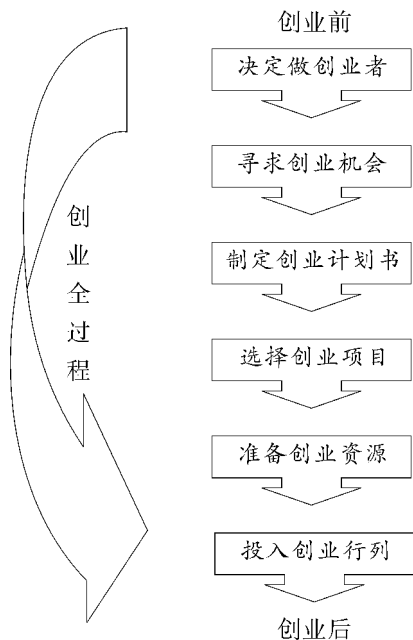 创业前
决定做创业者
寻求创业机会
制定创业计划书
选择创业项目
准备创业资源
投入创业行列
创业后
创业全过程